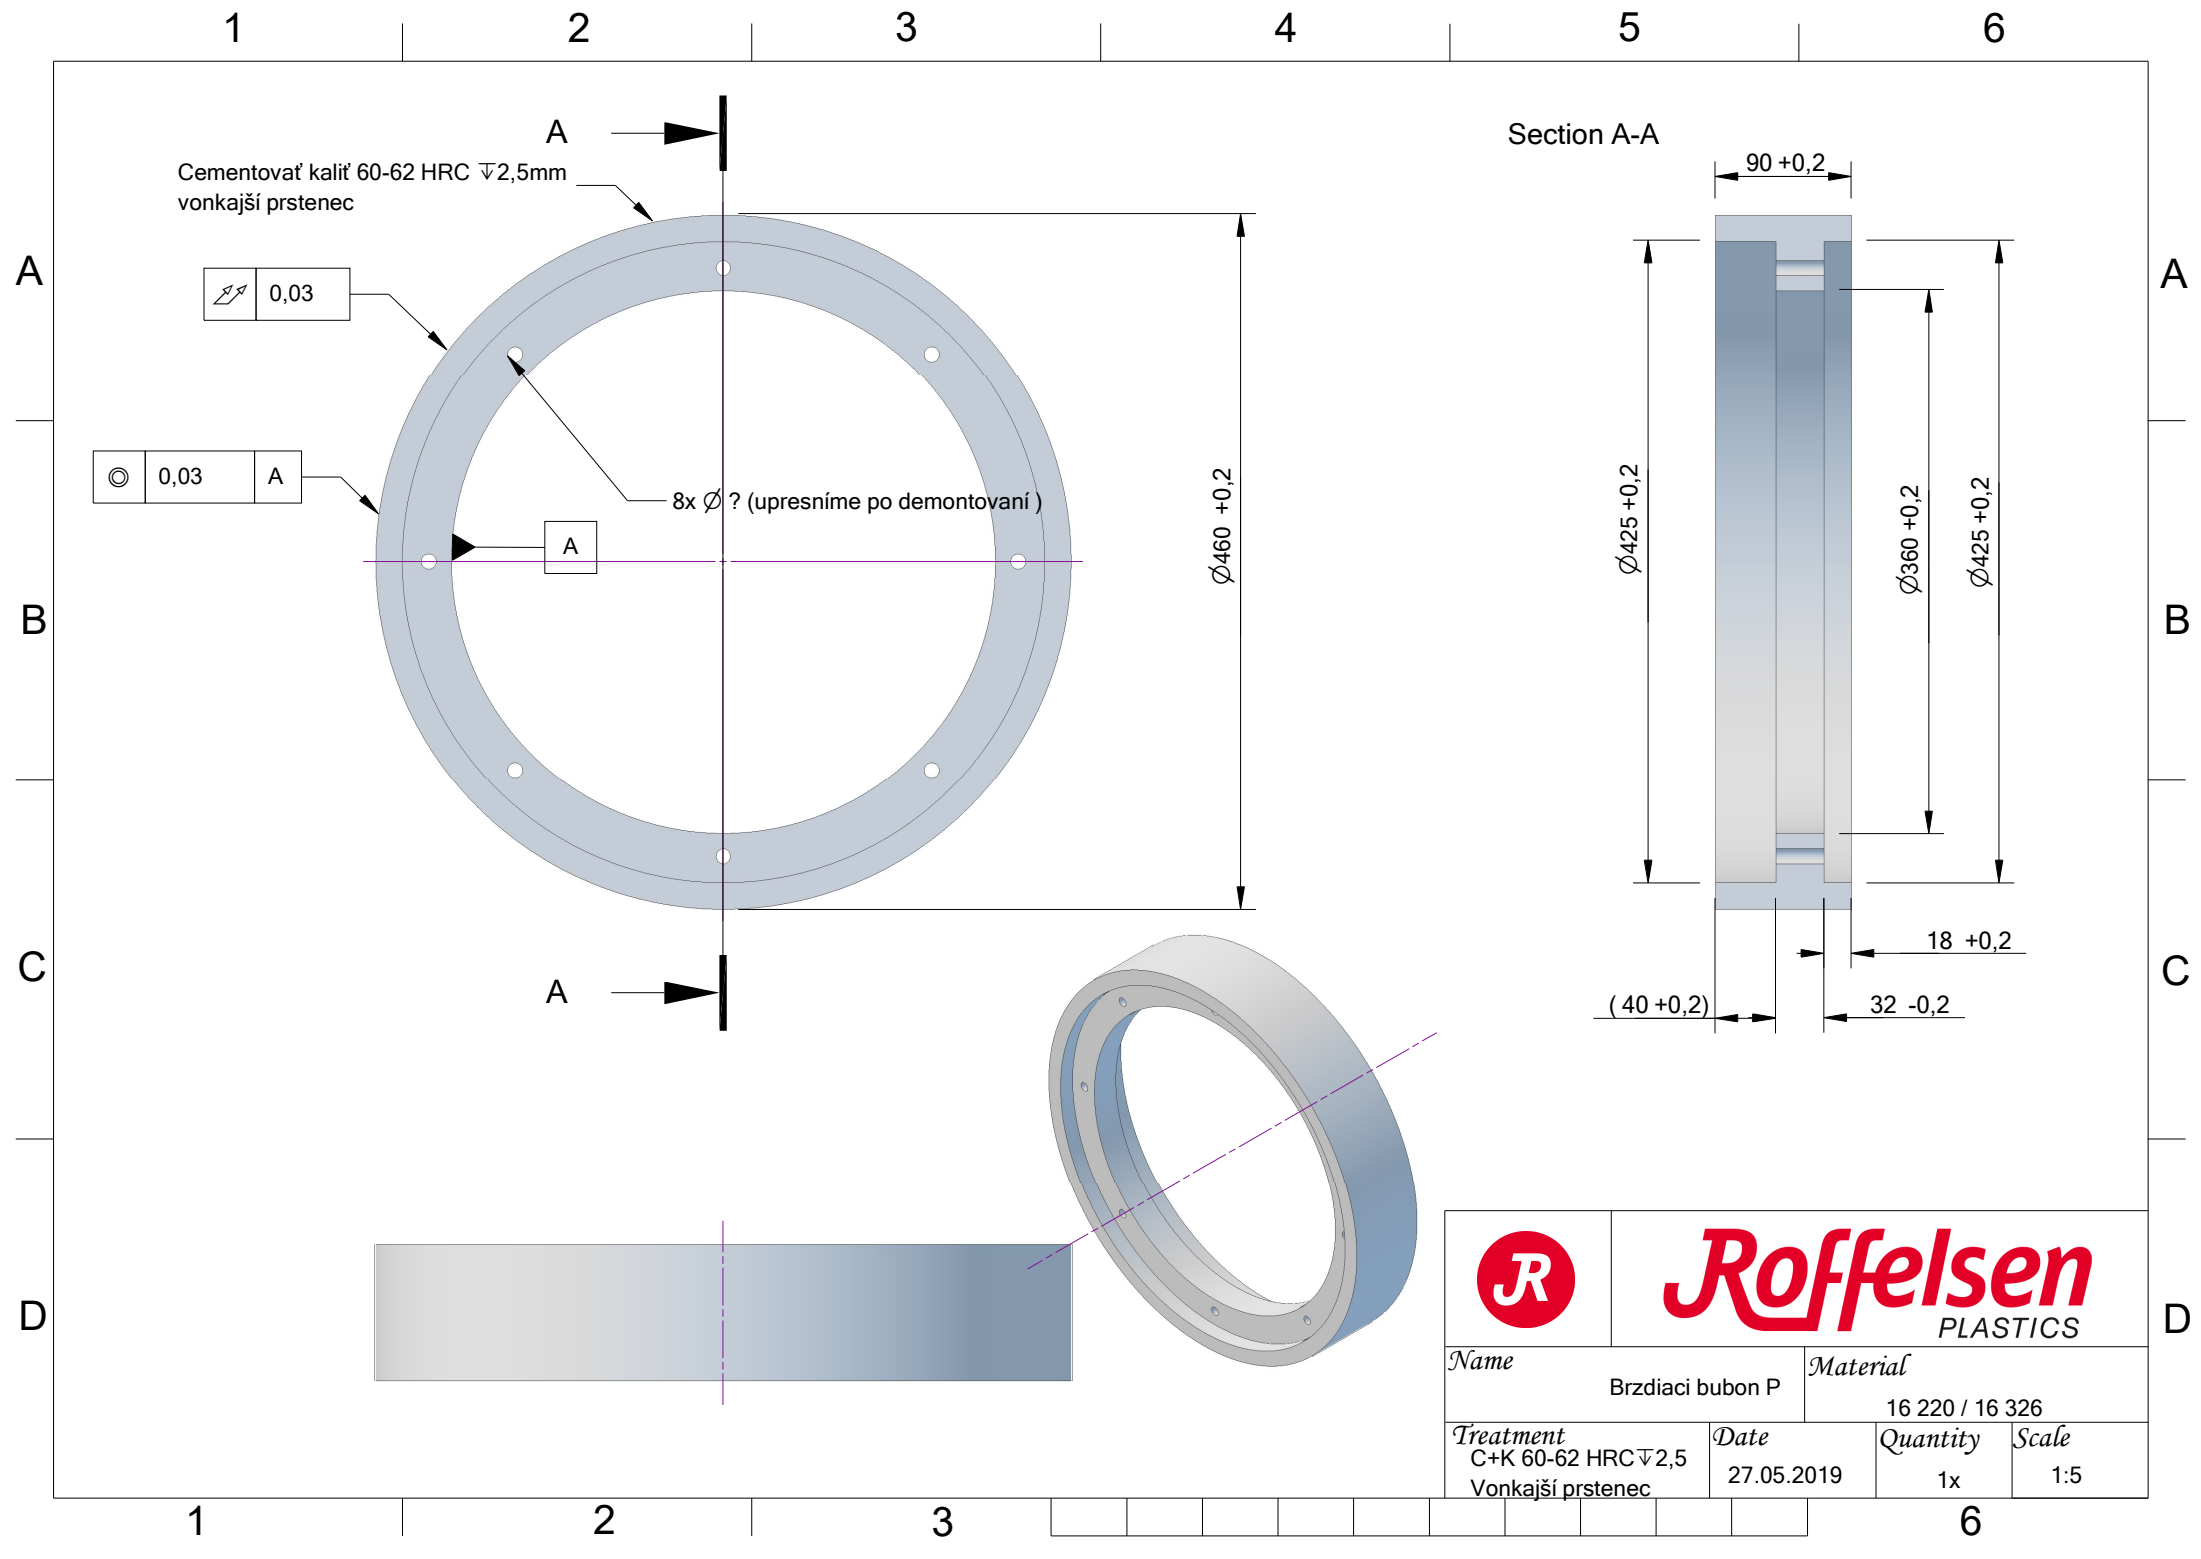 1 2 3 4 5 6
A
Section A-A
Cementovať kaliť 60-62 HRC ↧2,5mm
vonkajší prstenec
90 +0,2
A A
0,03
0,03 A
8x ∅ ? (upresníme po demontovaní )
A
∅460 +0,2
∅425 +0,2
∅360 +0,2
∅425 +0,2
B B
18 +0,2
C C
A
( 40 +0,2)
32 -0,2
D D
JR
Roffelsen
PLASTICS
Name
Brzdiaci bubon P
Material
16 220 / 16 326
Treatment
C+K 60-62 HRC↧2,5
Vonkajší prstenec
Date
27.05.2019
Quantity
1x
Scale
1:5
1 2 3 6